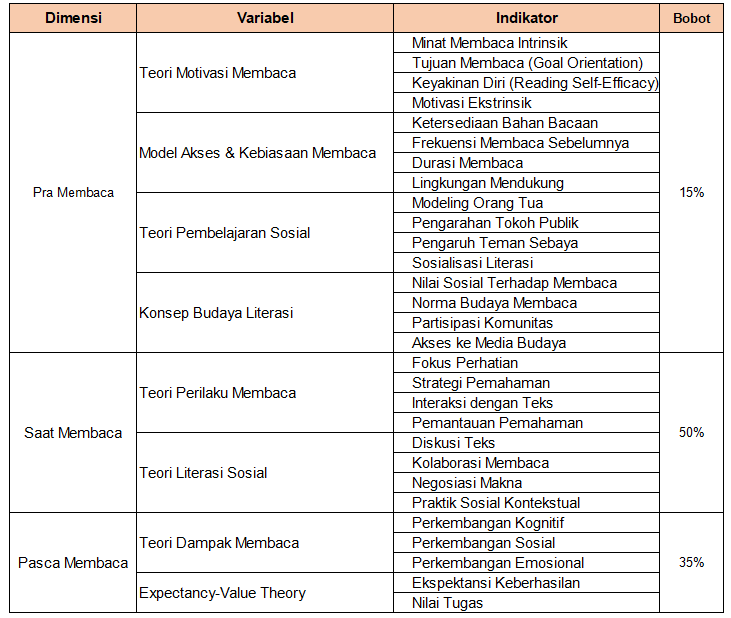 Dimensi Variabel Indikator Bobot
Minat Membaca Intrinsik
Tujuan Membaca (Goal Orientation)
Teori Motivasi Membaca
Keyakinan Diri (Reading Self-Efficacy)
Motivasi Ekstrinsik
Ketersediaan Bahan Bacaan
Frekuensi Membaca Sebelumnya
Model Akses & Kebiasaan Membaca
Durasi Membaca
Lingkungan Mendukung
Pra Membaca 15%
Modeling Orang Tua
Pengarahan Tokoh Publik
Teori Pembelajaran Sosial
Pengaruh Teman Sebaya
Sosialisasi Literasi
Nilai Sosial Terhadap Membaca
Norma Budaya Membaca
Konsep Budaya Literasi
Partisipasi Komunitas
Akses ke Media Budaya
Fokus Perhatian
Strategi Pemahaman
Teori Perilaku Membaca
Interaksi dengan Teks
Pemantauan Pemahaman
Saat Membaca 50%
Diskusi Teks
Kolaborasi Membaca
Teori Literasi Sosial
Negosiasi Makna
Praktik Sosial Kontekstual
Perkembangan Kognitif
Teori Dampak Membaca Perkembangan Sosial
Pasca Membaca Perkembangan Emosional 35%
Ekspektansi Keberhasilan
Expectancy-Value Theory
Nilai Tugas